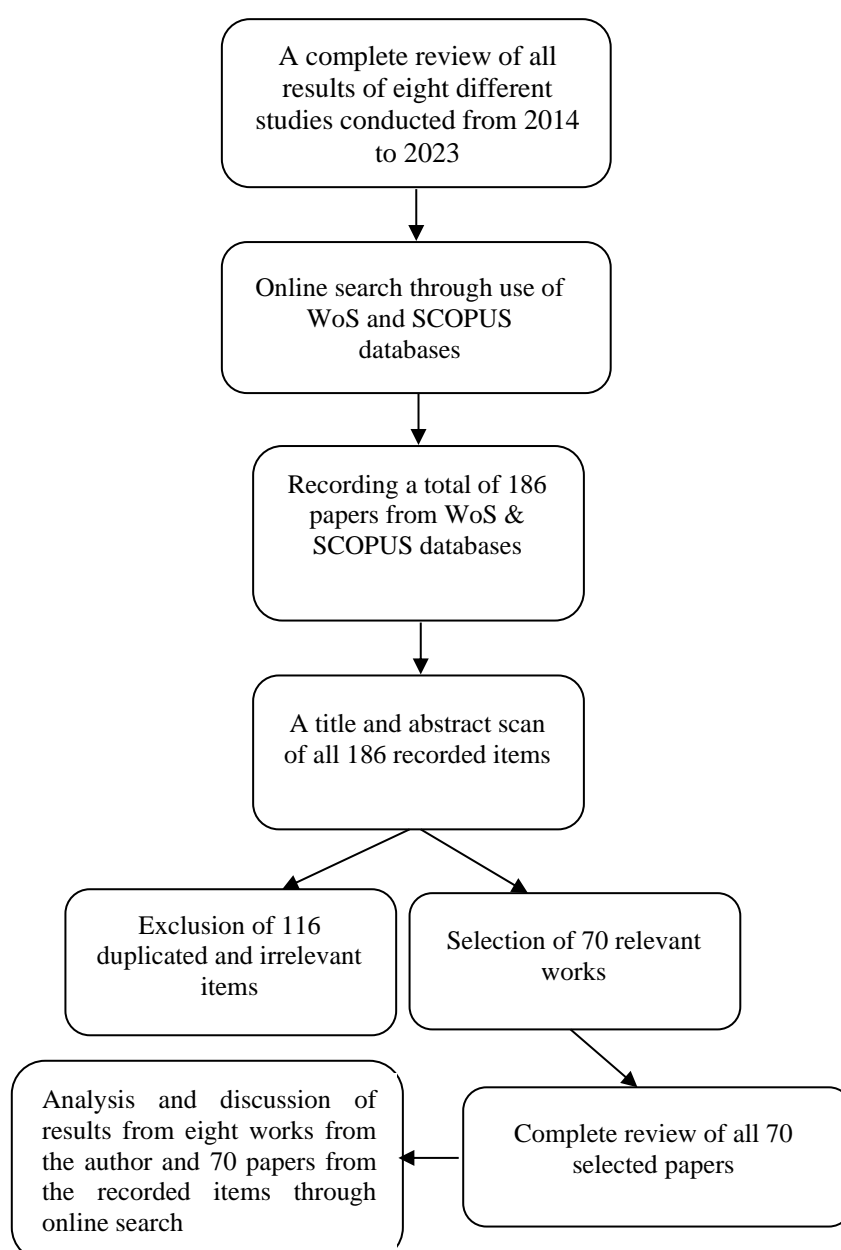 A complete review of all
results of eight different
studies conducted from 2014
to 2023
Online search through use of
WoS and SCOPUS
databases
Recording a total of 186
papers from WoS &
SCOPUS databases
A title and abstract scan
of all 186 recorded items
Exclusion of 116
duplicated and irrelevant
items
Selection of 70 relevant
works
Complete review of all 70
selected papers
Analysis and discussion of
results from eight works from
the author and 70 papers from
the recorded items through
online search